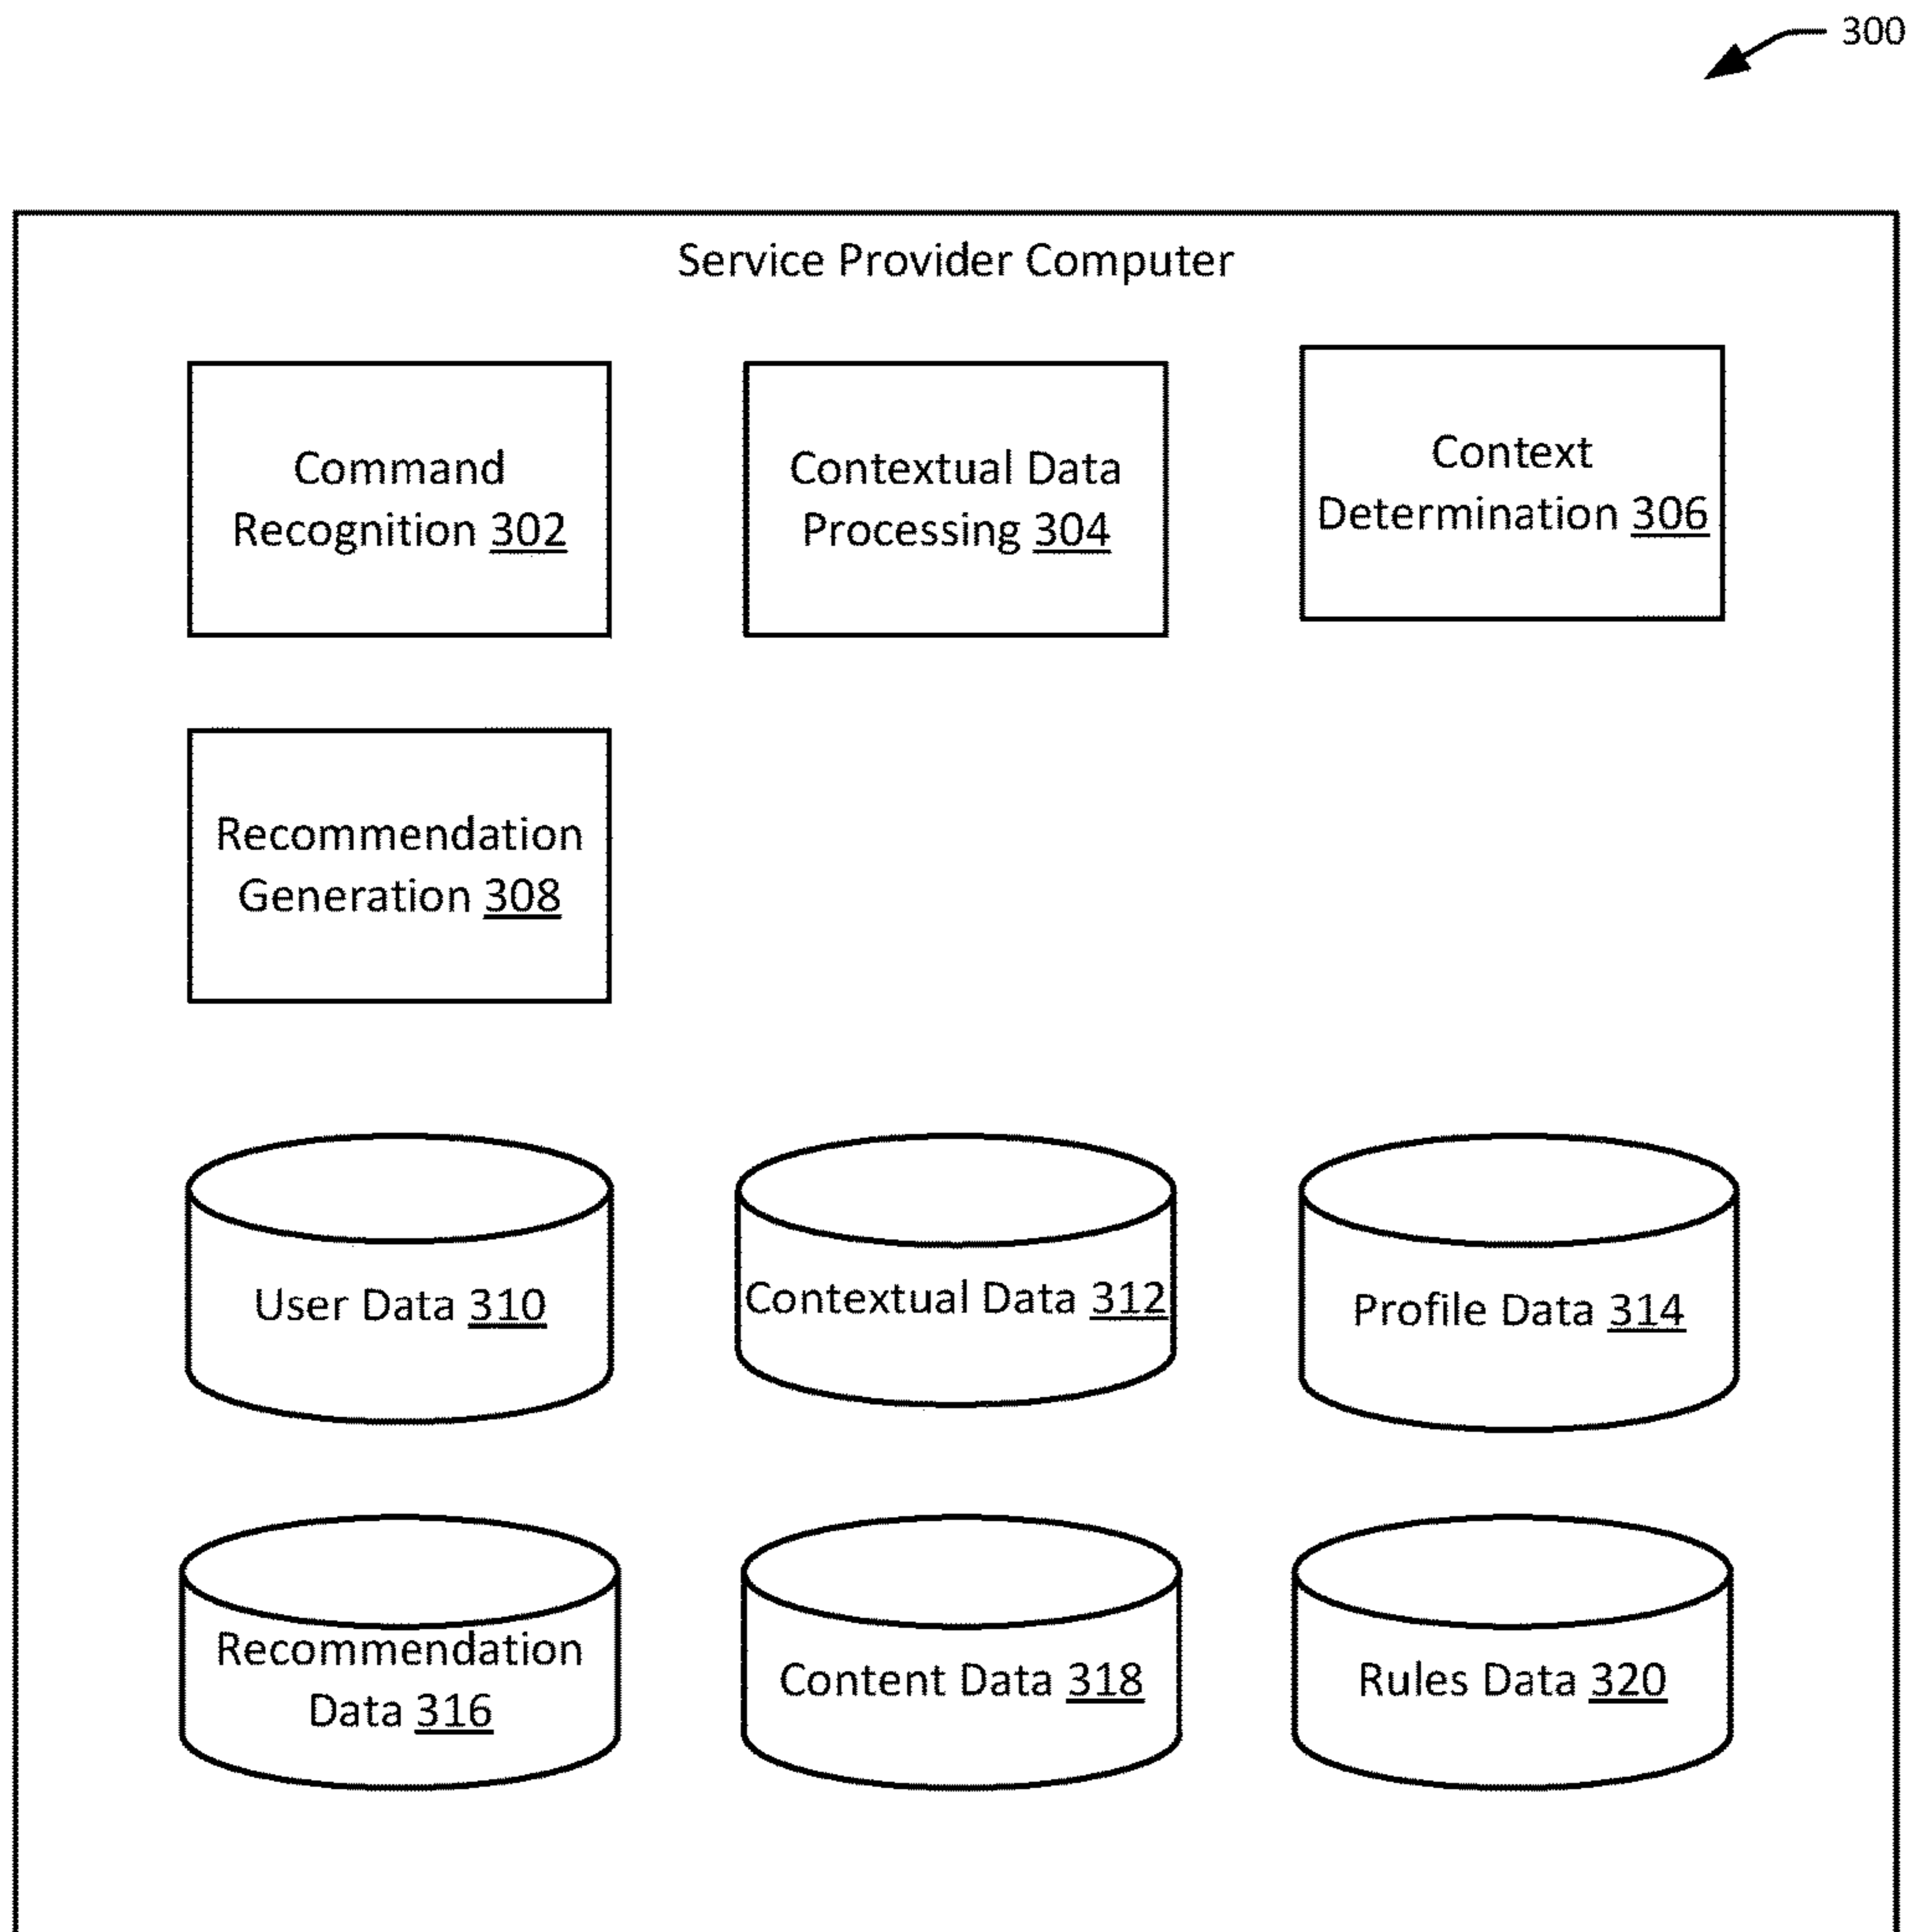 300
Service Provider Computer
Command
Recognition 302
Contextual Data
Processing 304
Context
Determination 306
Recommendation
Generation 308
User Data 310
Contextual Data 312
Profile Data 314
Recommendation
Data 316
Content Data 318
Rules Data 320